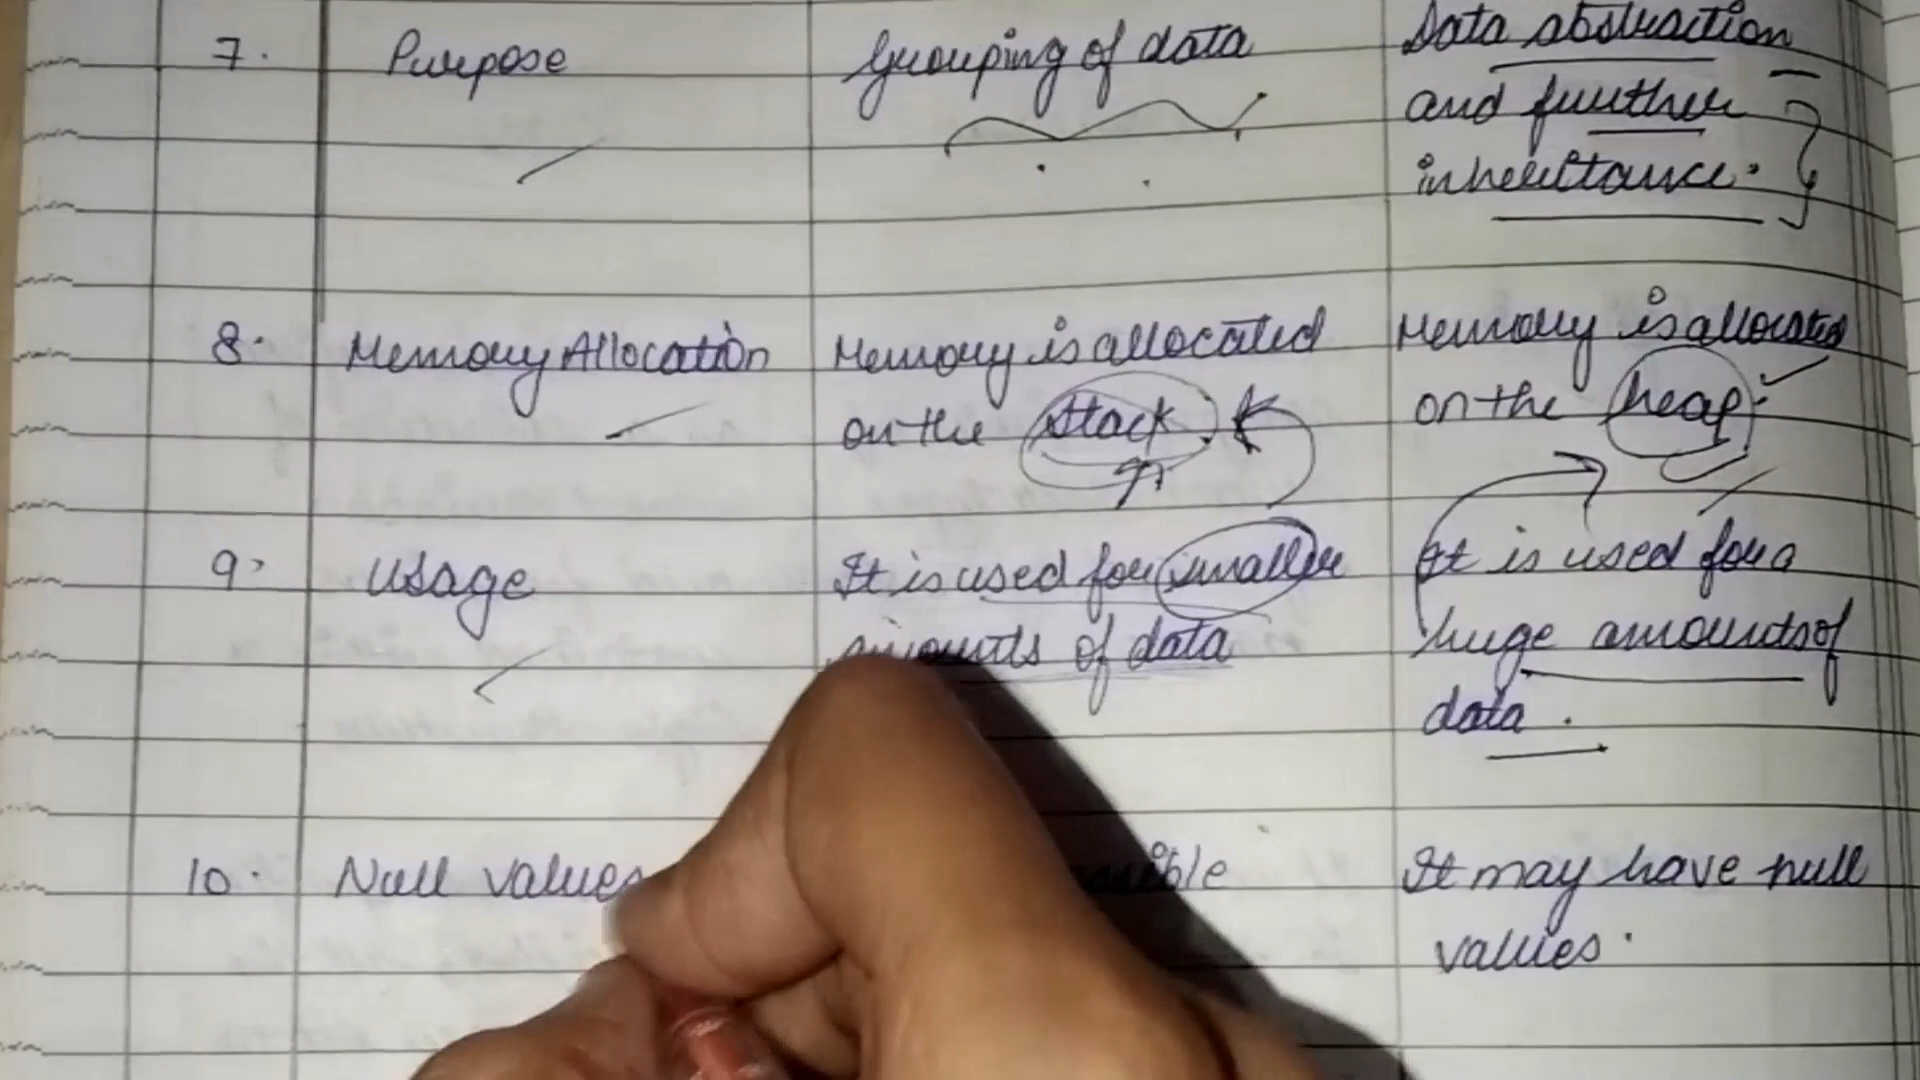 7. Purpose Grouping of data Data abstraction
and further
inheritance.
8. Memory Allocation Memory is allocated Memory is allocated
on the stack. on the heap.
9. Usage It is used for smaller It is used for a
amounts of data huge amounts of
data.
10. Null values It may have null
values.